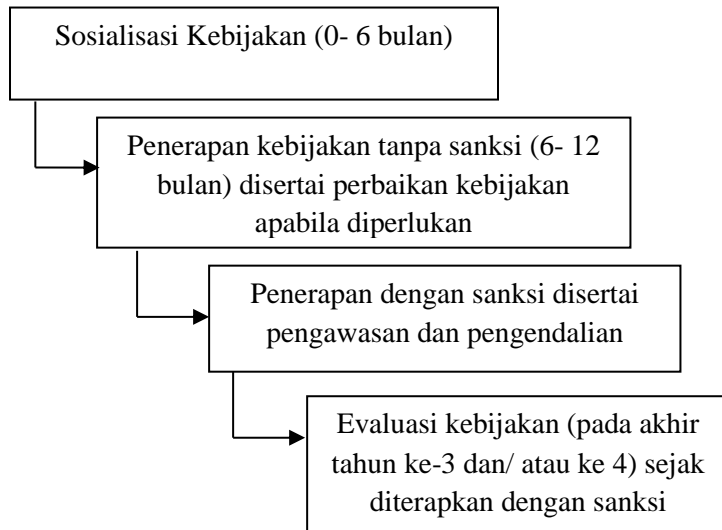 Sosialisasi Kebijakan (0- 6 bulan)
Penerapan kebijakan tanpa sanksi (6- 12
bulan) disertai perbaikan kebijakan
apabila diperlukan
Penerapan dengan sanksi disertai
pengawasan dan pengendalian
Evaluasi kebijakan (pada akhir
tahun ke-3 dan/ atau ke 4) sejak
diterapkan dengan sanksi